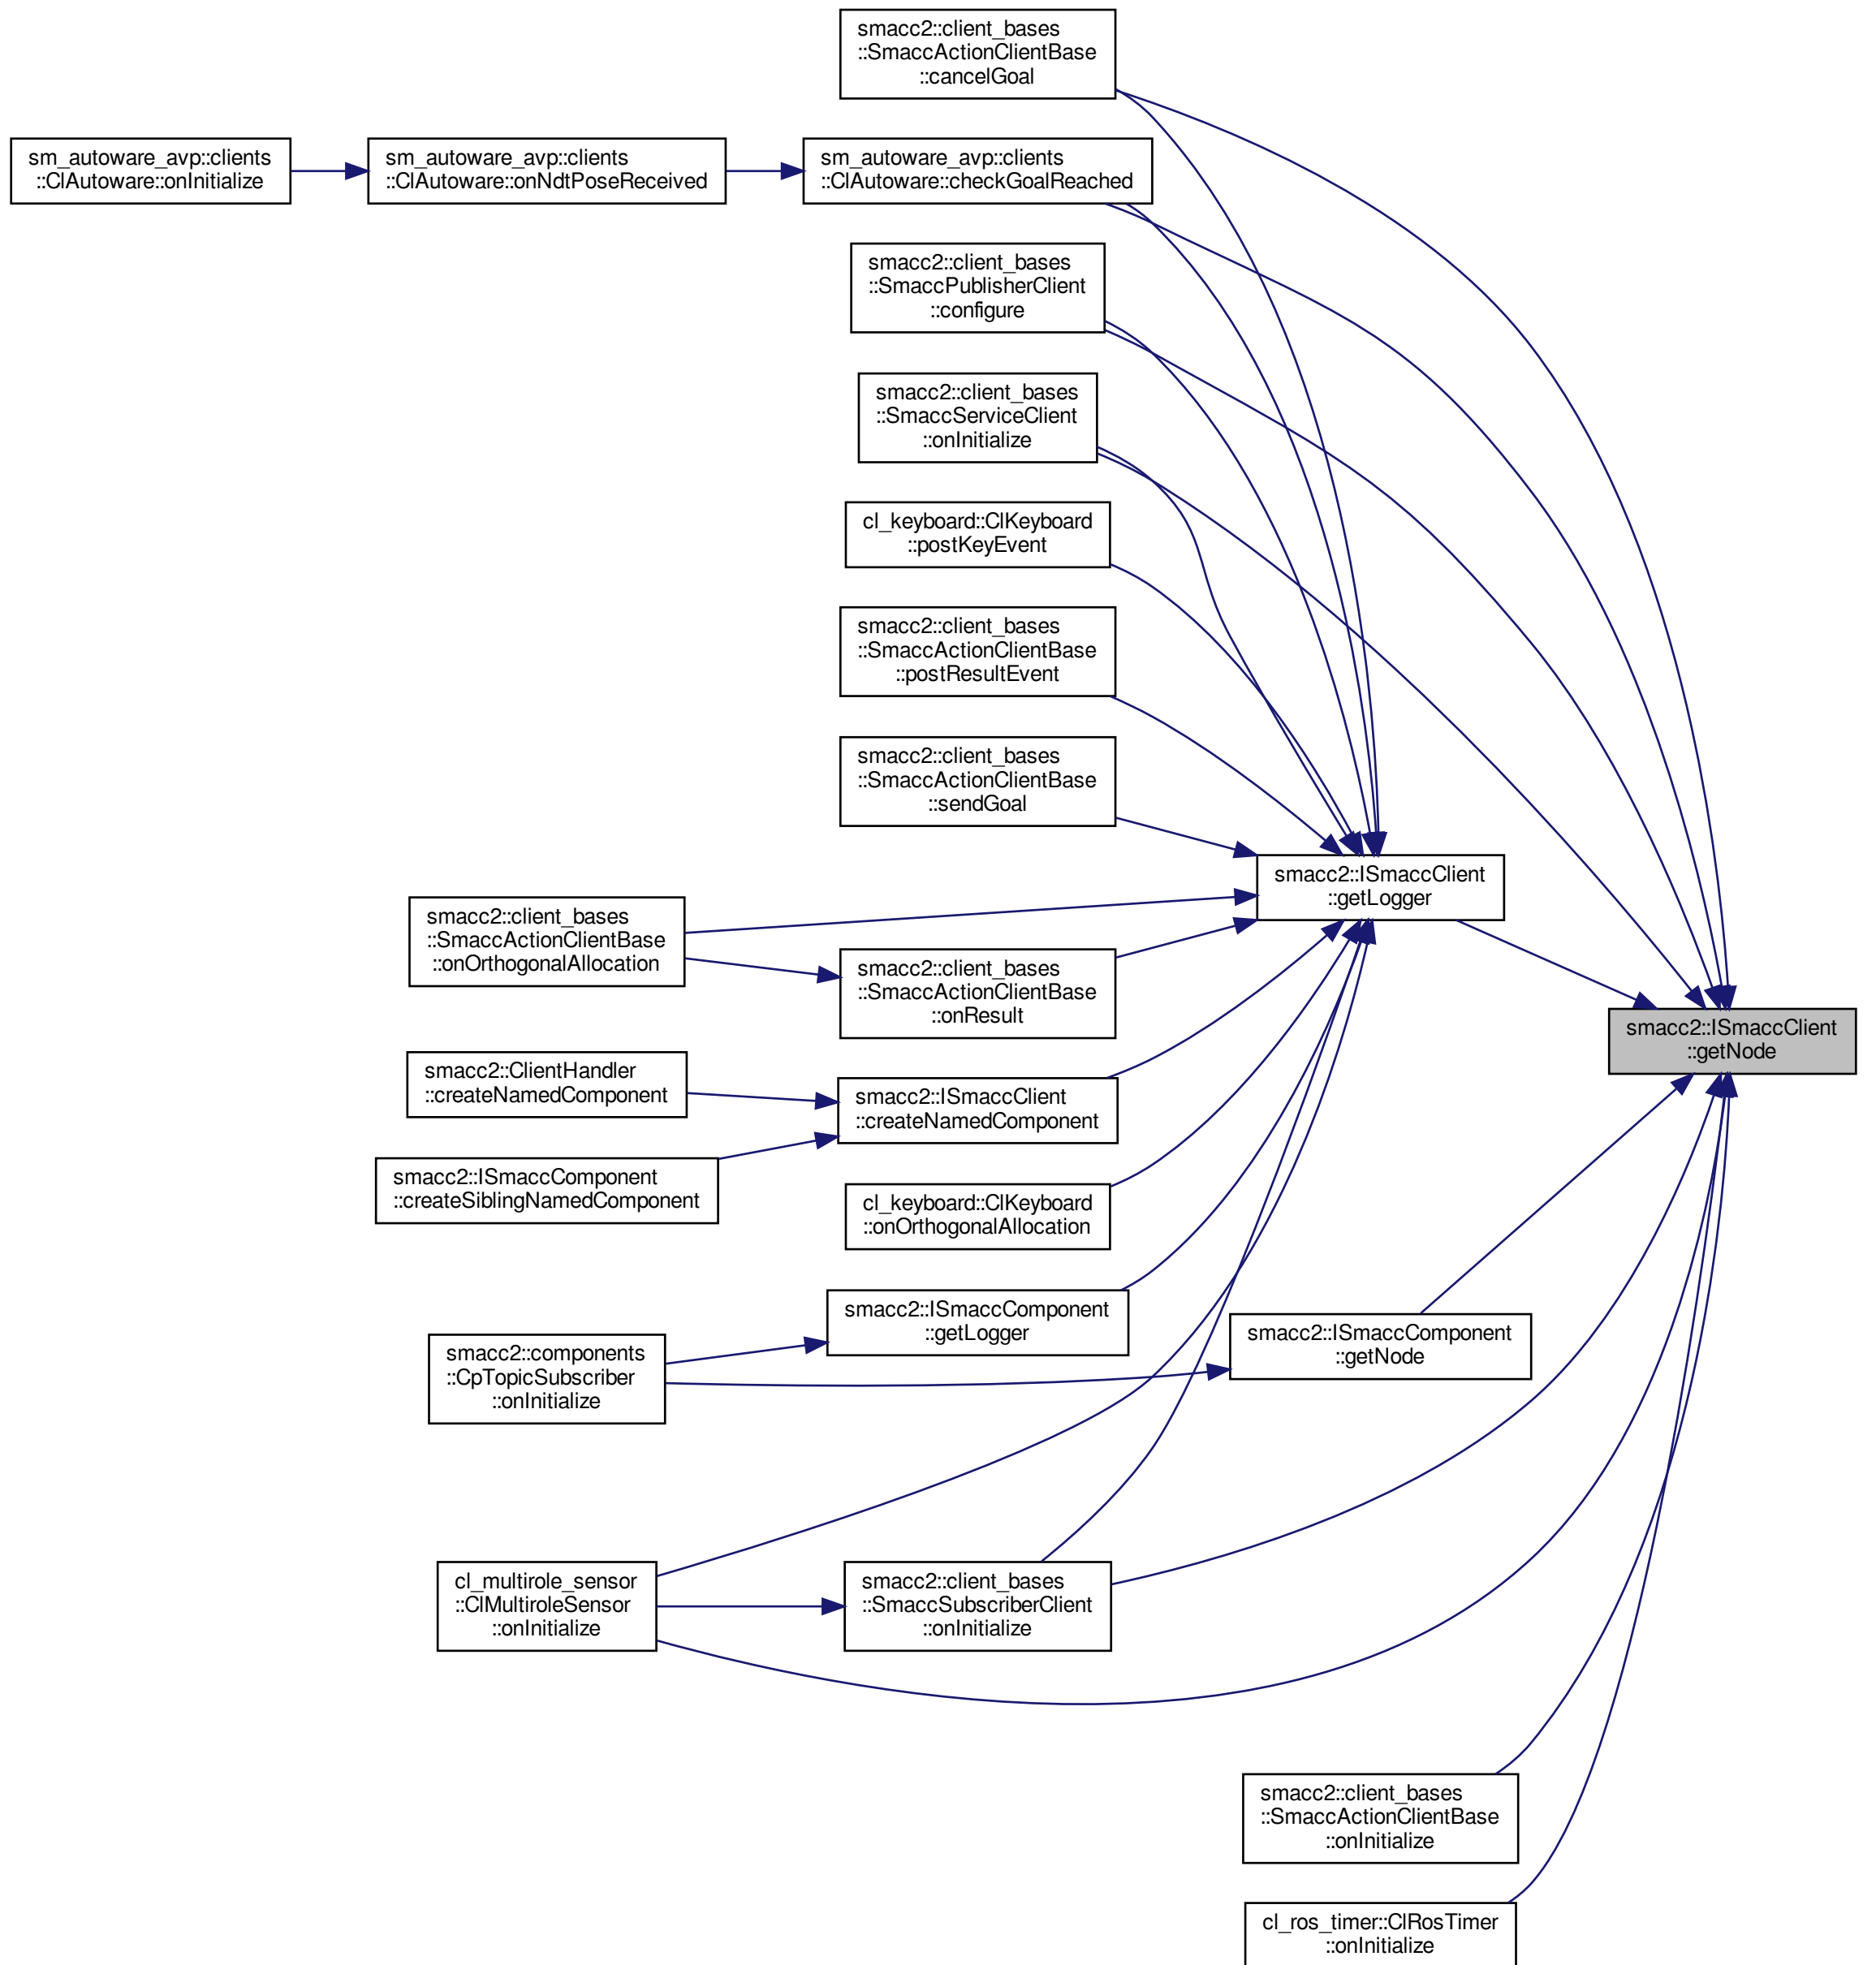 smacc2::client_bases
::SmaccActionClientBase
::cancelGoal
sm_autoware_avp::clients
::ClAutoware::onInitialize
sm_autoware_avp::clients
::ClAutoware::onNdtPoseReceived
sm_autoware_avp::clients
::ClAutoware::checkGoalReached
smacc2::client_bases
::SmaccPublisherClient
::configure
smacc2::client_bases
::SmaccServiceClient
::onInitialize
cl_keyboard::ClKeyboard
::postKeyEvent
smacc2::client_bases
::SmaccActionClientBase
::postResultEvent
smacc2::client_bases
::SmaccActionClientBase
::sendGoal
smacc2::ISmaccClient
::getLogger
smacc2::client_bases
::SmaccActionClientBase
::onOrthogonalAllocation
smacc2::client_bases
::SmaccActionClientBase
::onResult
smacc2::ISmaccClient
::getNode
smacc2::ClientHandler
::createNamedComponent
smacc2::ISmaccClient
::createNamedComponent
smacc2::ISmaccComponent
::createSiblingNamedComponent
cl_keyboard::ClKeyboard
::onOrthogonalAllocation
smacc2::ISmaccComponent
::getLogger
smacc2::ISmaccComponent
::getNode
smacc2::components
::CpTopicSubscriber
::onInitialize
cl_multirole_sensor
::ClMultiroleSensor
::onInitialize
smacc2::client_bases
::SmaccSubscriberClient
::onInitialize
smacc2::client_bases
::SmaccActionClientBase
::onInitialize
cl_ros_timer::ClRosTimer
::onInitialize